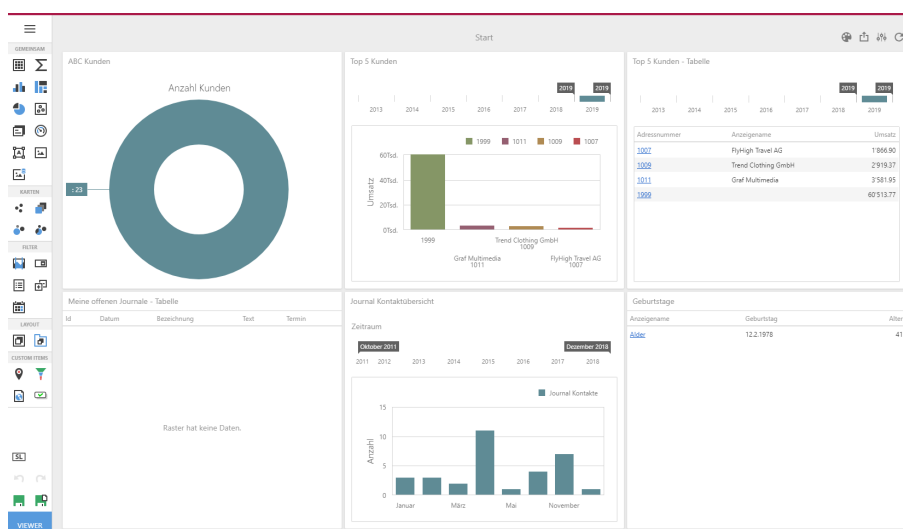 Start
GEMEINSAM
KARTEN
FILTER
LAYOUT
CUSTOM ITEMS
SL
VIEWER
ABC Kunden
Anzahl Kunden
: 23
Top 5 Kunden
2019 2019
2013 2014 2015 2016 2017 2018 2019
1999 1011 1009 1007
Umsatz
60Tsd.
40Tsd.
20Tsd.
0Tsd.
1999 Trend Clothing GmbH
1009
Graf Multimedia FlyHigh Travel AG
1011 1007
Top 5 Kunden - Tabelle
2019 2019
2013 2014 2015 2016 2017 2018 2019
Adressnummer Anzeigename Umsatz
1007 FlyHigh Travel AG 1'866.90
1009 Trend Clothing GmbH 2'919.37
1011 Graf Multimedia 3'581.95
1999 60'513.77
Meine offenen Journale - Tabelle
Id Datum Bezeichnung Text Termin
Raster hat keine Daten.
Journal Kontaktübersicht
Zeitraum
Oktober 2011 Dezember 2018
2011 2012 2013 2014 2015 2016 2017 2018
Journal Kontakte
Anzahl
15
10
5
0
Januar März Mai November
Geburtstage
Anzeigename Geburtstag Alter
Alder 12.2.1978 41